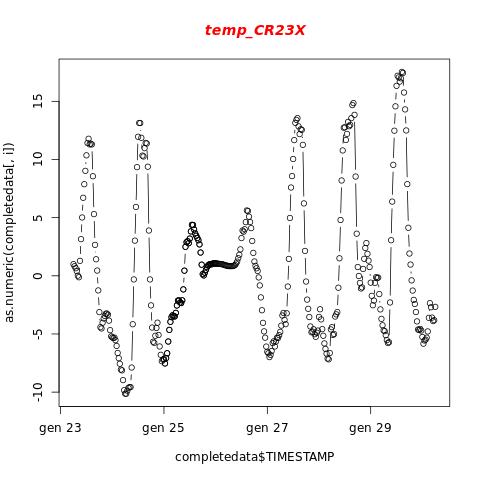 temp_CR23X
as.numeric(completedata[, i])
15
10
5
0
-5
-10
gen 23
gen 25
gen 27
gen 29
completedata$TIMESTAMP